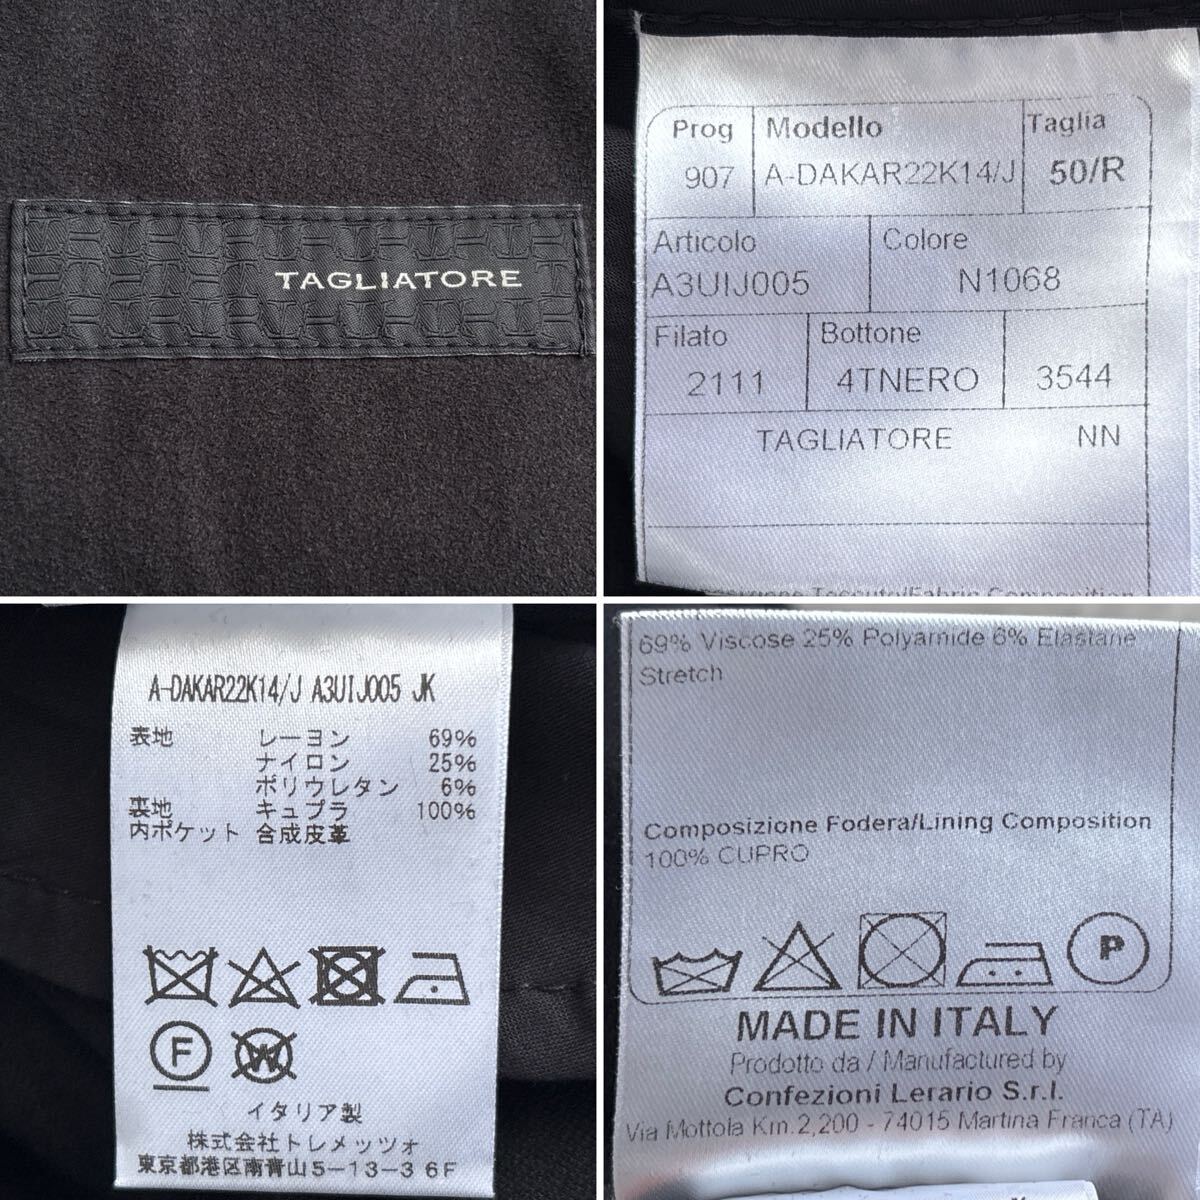 TAGLIATORE
Prog Modello Taglia
907 A-DAKAR22K14/J 50/R
Articolo Colore
A3UIJ005 N1068
Filato Bottone
2111 4TNERO 3544
TAGLIATORE NN
Tessuto/Fabric Composition
A-DAKAR22K14/J A3UIJ005 JK
表地 レーヨン 69%
ナイロン 25%
ポリウレタン 6%
裏地 キュプラ 100%
内ポケット 合成皮革
F W
イタリア製
株式会社トレメッツォ
東京都港区南青山5-13-3 6F
69% Viscose 25% Polyamide 6% Elastane
Stretch
Composizione Fodera/Lining Composition
100% CUPRO
P
MADE IN ITALY
Prodotto da / Manufactured by
Confezioni Lerario S.r.l.
Via Mottola Km.2,200 - 74015 Martina Franca (TA)